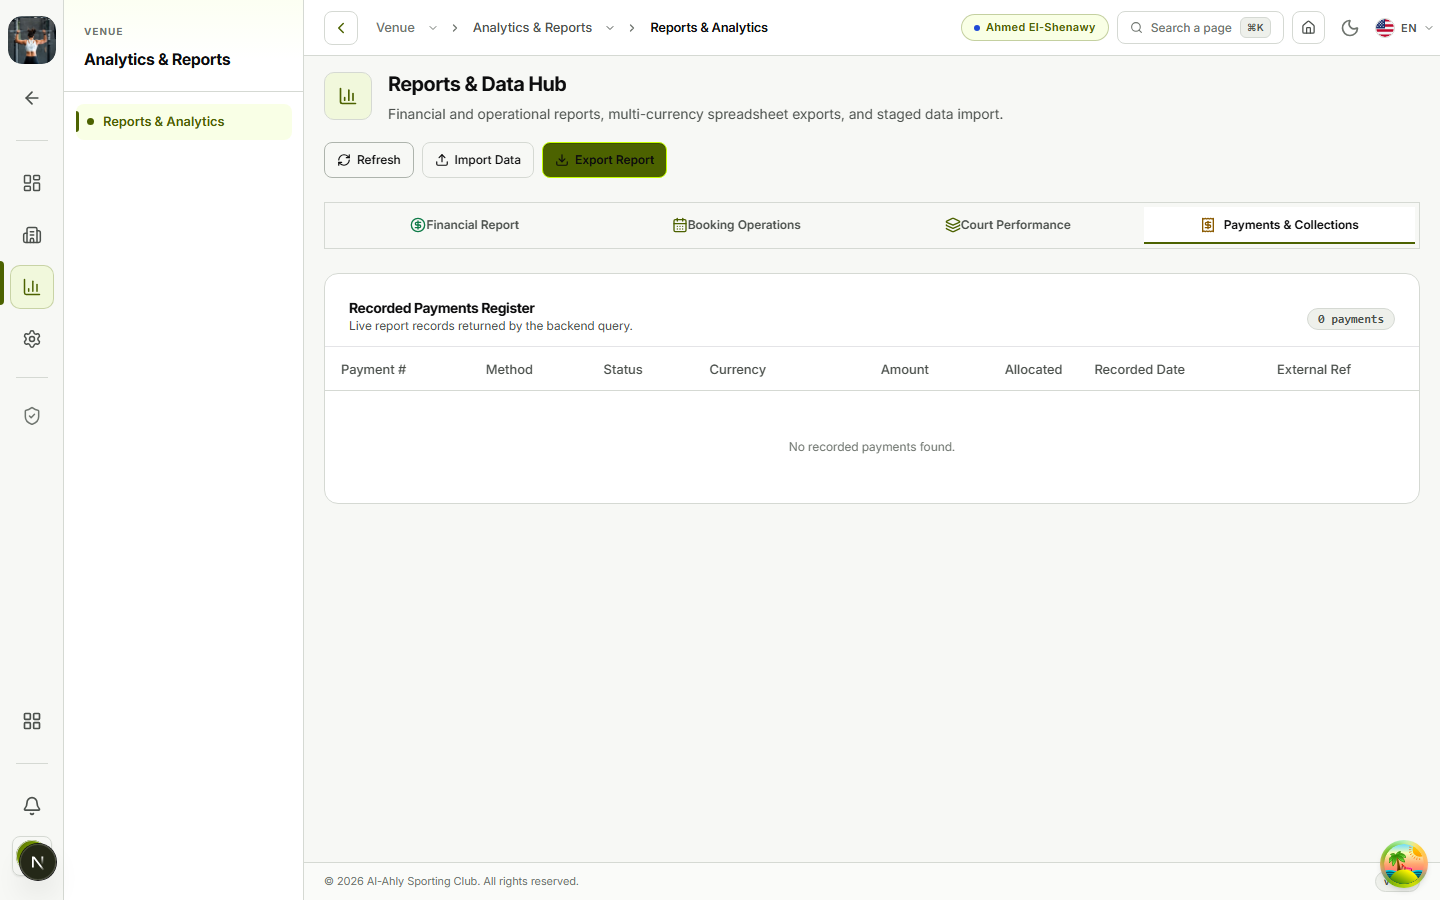 VENUE
Analytics & Reports
Reports & Analytics
Venue
Analytics & Reports
Reports & Analytics
Ahmed El-Shenawy
Search a page
⌘K
EN
Reports & Data Hub
Financial and operational reports, multi-currency spreadsheet exports, and staged data import.
Refresh
Import Data
Export Report
Financial Report
Booking Operations
Court Performance
Payments & Collections
Recorded Payments Register
Live report records returned by the backend query.
0 payments
Payment # Method Status Currency Amount Allocated Recorded Date External Ref
No recorded payments found.
N
© 2026 Al-Ahly Sporting Club. All rights reserved.